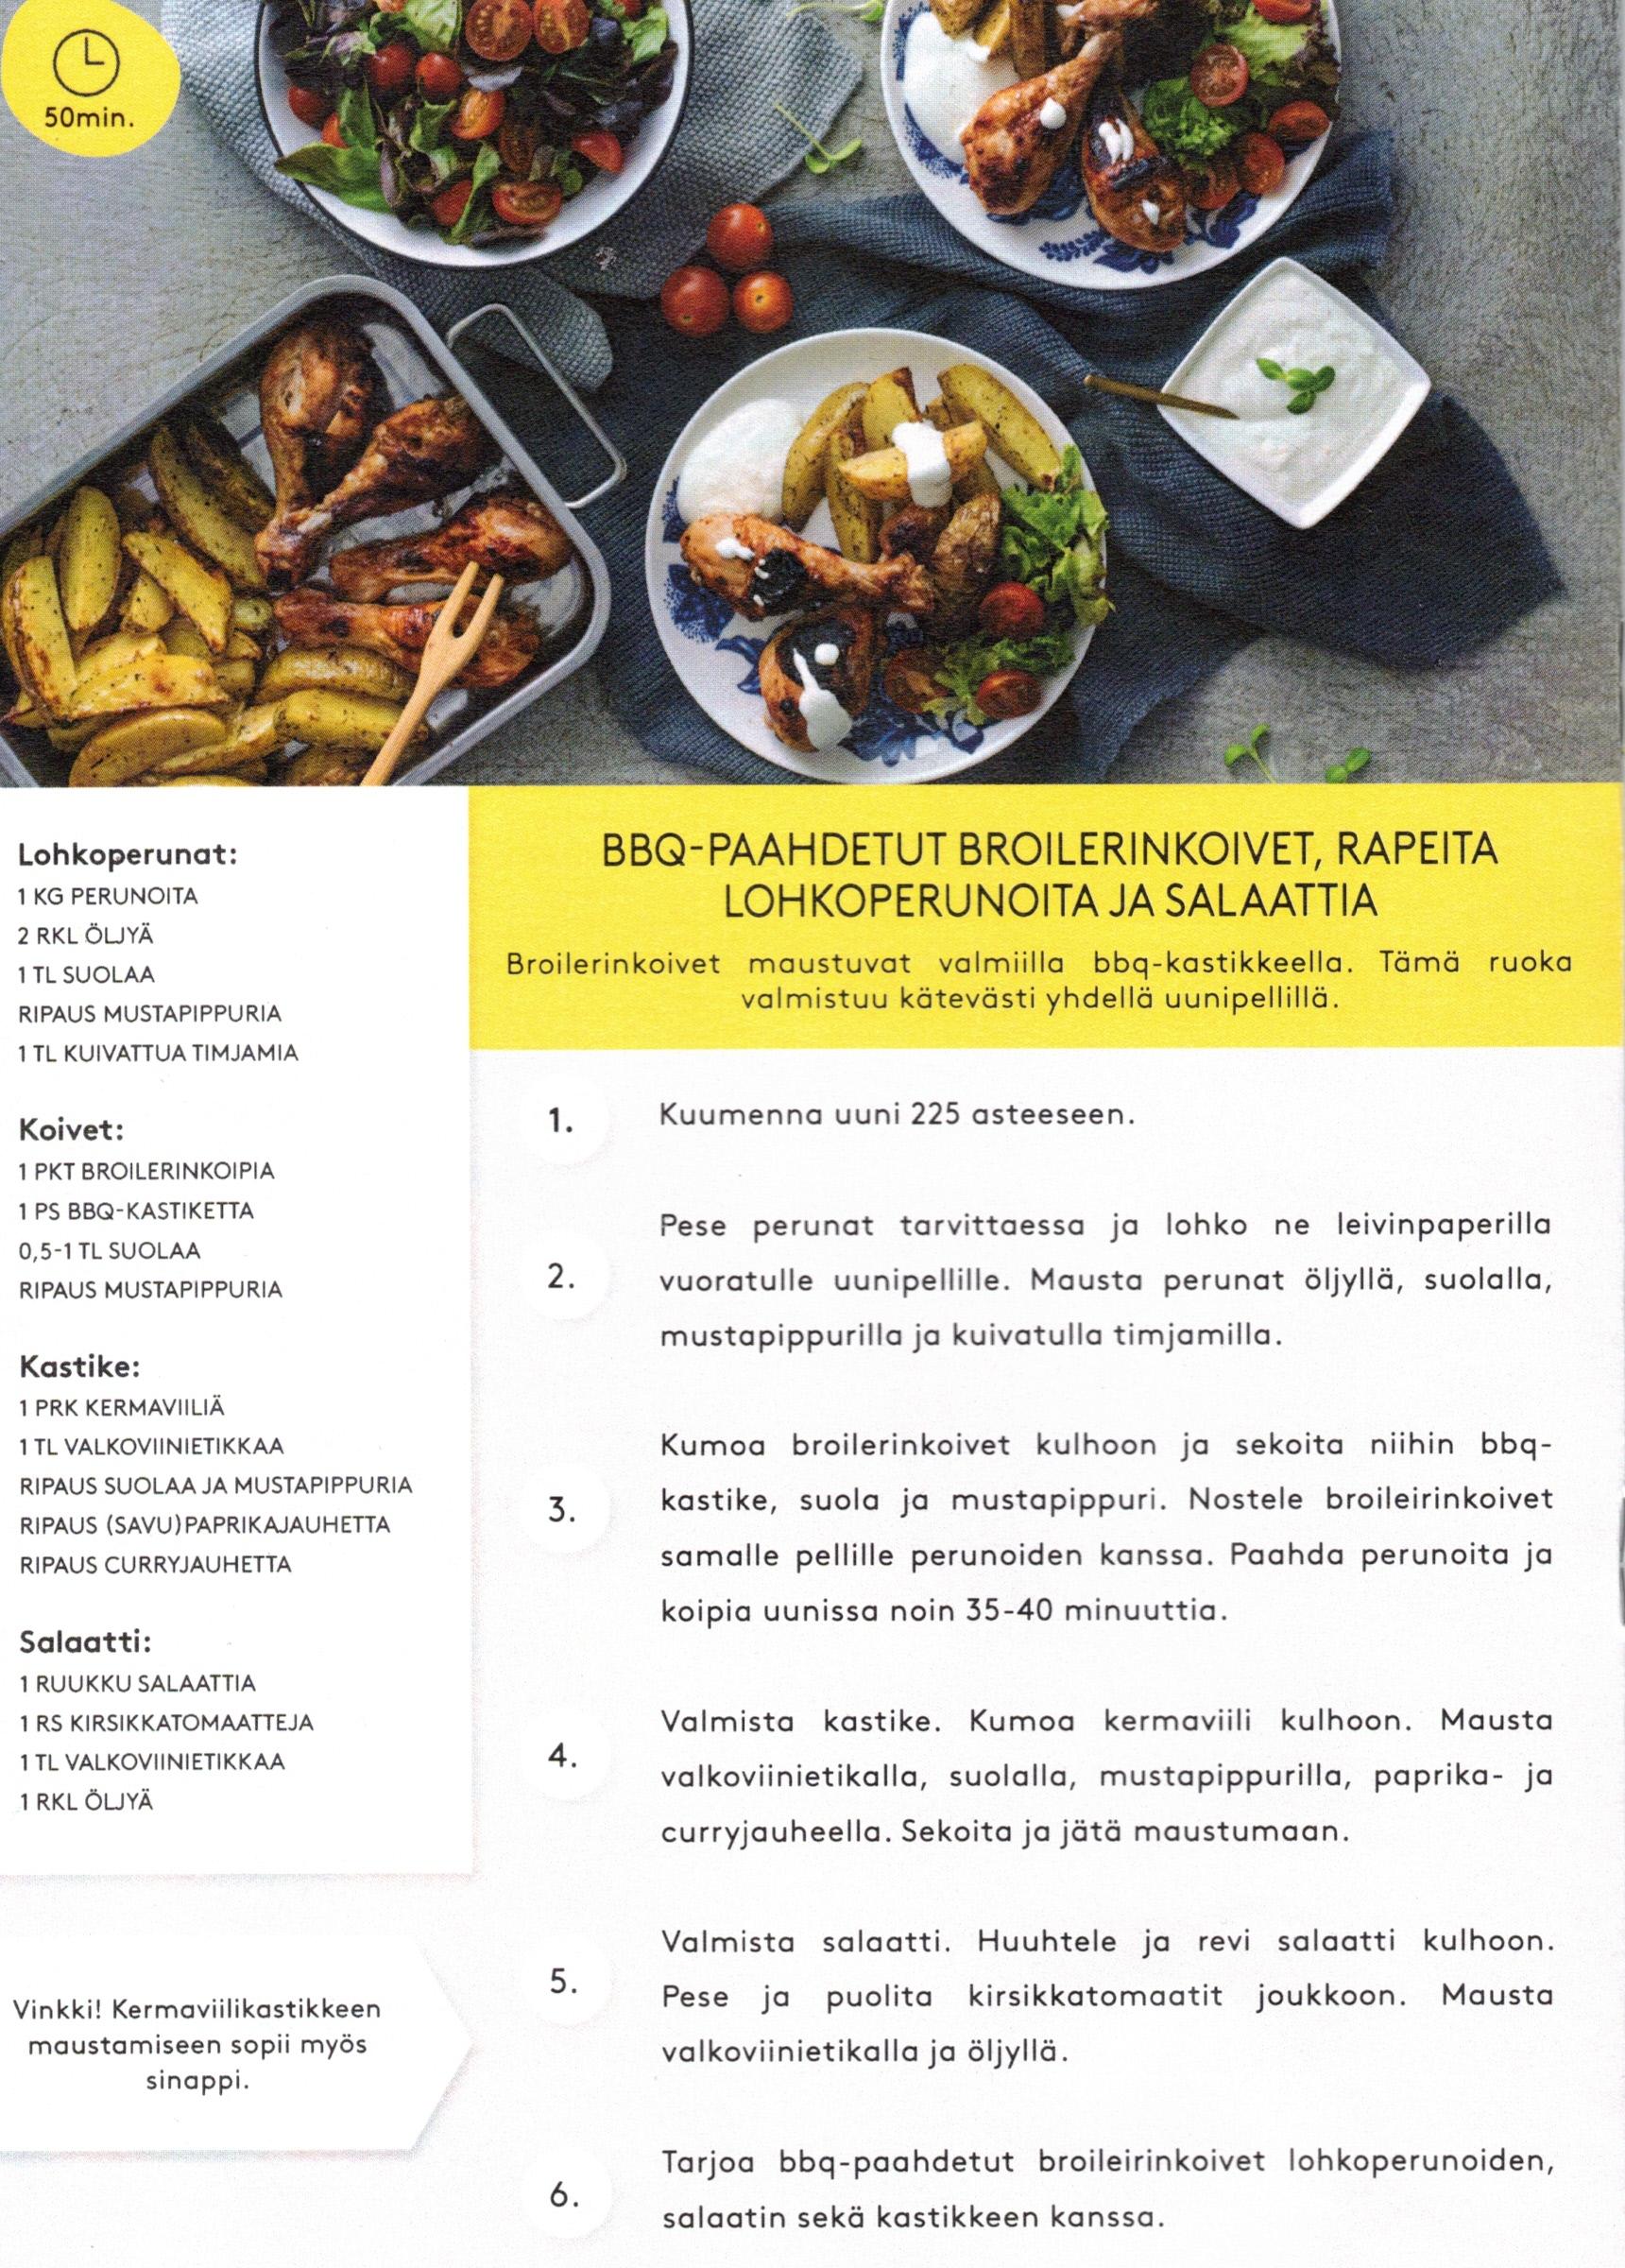 50min.
Lohkoperunat:
1 KG PERUNOITA
2 RKL ÖLJYÄ
1 TL SUOLAA
RIPAUS MUSTAPIPPURIA
1 TL KUIVATTUA TIMJAMIA
Koivet:
1 PKT BROILERINKOIPIA
1 PS BBQ-KASTIKETTA
0,5-1 TL SUOLAA
RIPAUS MUSTAPIPPURIA
Kastike:
1 PRK KERMAVIILIÄ
1 TL VALKOVIINIETIKKAA
RIPAUS SUOLAA JA MUSTAPIPPURIA
RIPAUS (SAVU)PAPRIKAJAUHETTA
RIPAUS CURRYJAUHETTA
Salaatti:
1 RUUKKU SALAATTIA
1 RS KIRSIKKATOMAATTEJA
1 TL VALKOVIINIETIKKAA
1 RKL ÖLJYÄ
Vinkki! Kermaviilikastikkeen
maustamiseen sopii myös
sinappi.
BBQ-PAAHDETUT BROILERINKOIVET, RAPEITA
LOHKOPERUNOITA JA SALAATTIA
Broilerinkoivet maustuvat valmiilla bbq-kastikkeella. Tämä ruoka
valmistuu kätevästi yhdellä uunipellillä.
1. Kuumenna uuni 225 asteeseen.
Pese perunat tarvittaessa ja lohko ne leivinpaperilla
2. vuoratulle uunipellille. Mausta perunat öljyllä, suolalla,
mustapippurilla ja kuivatulla timjamilla.
Kumoa broilerinkoivet kulhoon ja sekoita niihin bbq-
3. kastike, suola ja mustapippuri. Nostele broileirinkoivet
samalle pellille perunoiden kanssa. Paahda perunoita ja
koipia uunissa noin 35-40 minuuttia.
Valmista kastike. Kumoa kermaviili kulhoon. Mausta
4. valkoviinietikalla, suolalla, mustapippurilla, paprika- ja
curryjauheella. Sekoita ja jätä maustumaan.
Valmista salaatti. Huuhtele ja revi salaatti kulhoon.
5. Pese ja puolita kirsikkatomaatit joukkoon. Mausta
valkoviinietikalla ja öljyllä.
Tarjoa bbq-paahdetut broileirinkoivet lohkoperunoiden,
6. salaatin sekä kastikkeen kanssa.